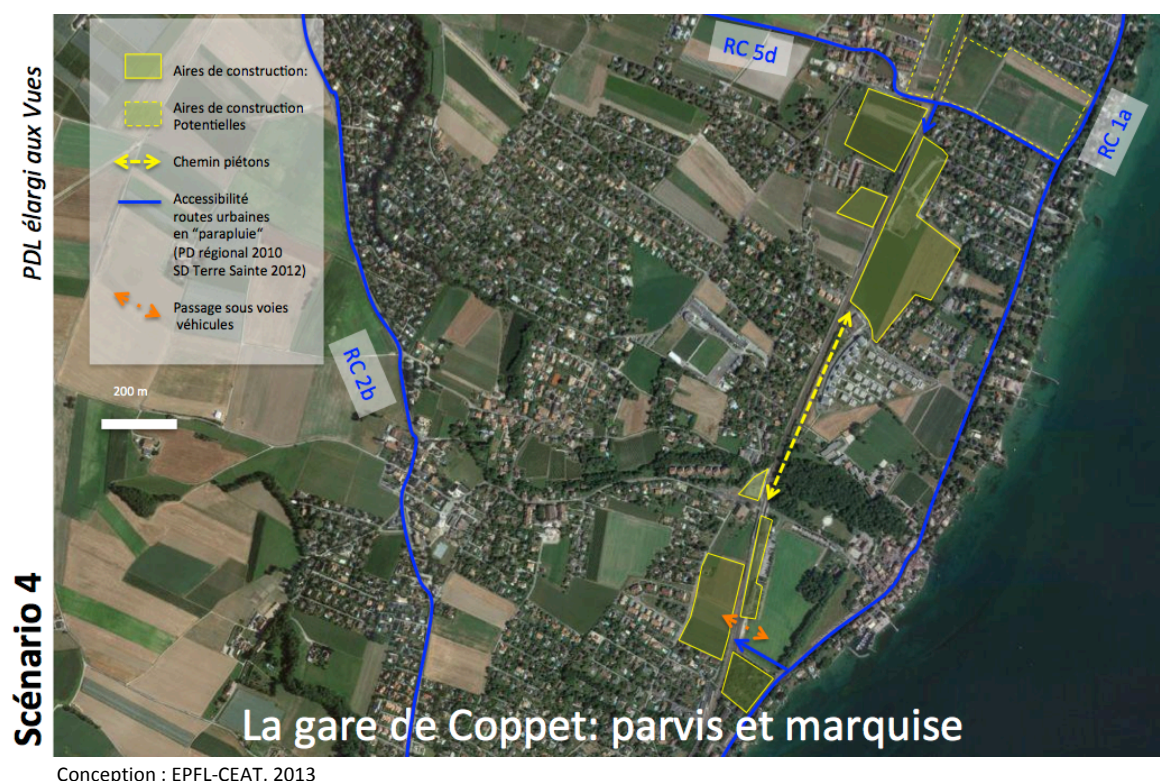 PDL élargi aux Vues
Scénario 4
Aires de construction:
Aires de construction
Potentielles
Chemin piétons
Accessibilité
routes urbaines
en "parapluie"
(PD régional 2010
SD Terre Sainte 2012)
Passage sous voies
véhicules
200 m
RC 5d
RC 1a
RC 2b
La gare de Coppet: parvis et marquise
Conception : EPFL-CEAT, 2013